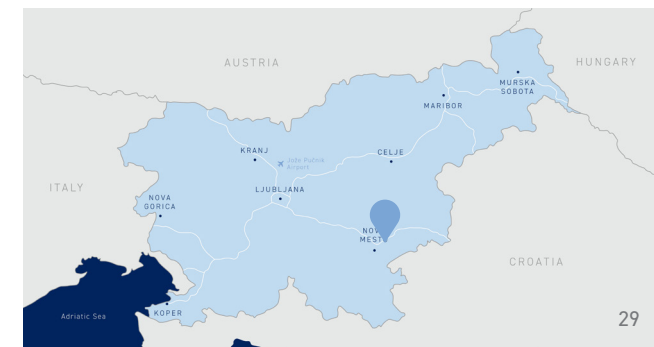 AUSTRIA
HUNGARY
MURSKA
SOBOTA
MARIBOR
KRANJ
CELJE
Jože Pučnik
Airport
ITALY
LJUBLJANA
NOVA
GORICA
MEST
CROATIA
Adriatic Sea
KOPER
29